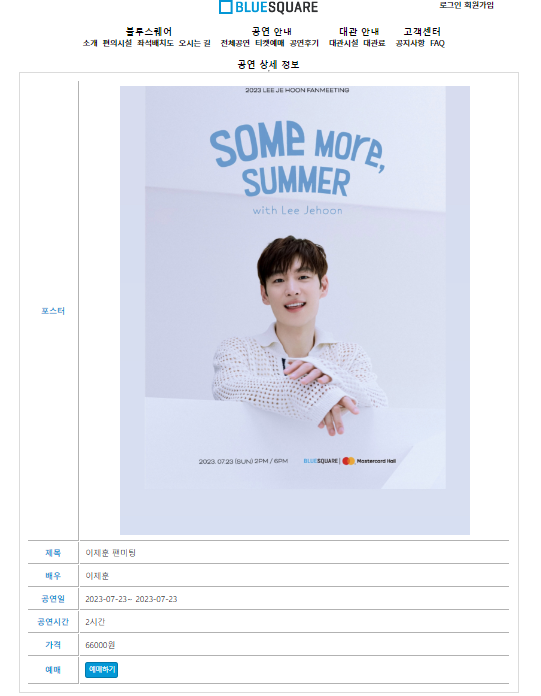 BLUESQUARE
로그인 회원가입
블루스퀘어 공연 안내 대관 안내 고객센터
소개 편의시설 좌석배치도 오시는 길 전체공연 티켓예매 공연후기 대관시설 대관료 공지사항 FAQ
공연 상세 정보
포스터
2023 LEE JE HOON FANMEETING
SOME MORE,
SUMMER
with Lee Jehoon
2023. 07.23 (SUN) 2PM / 6PM BLUESQUARE | Mastercard Hall
제목 이제훈 팬미팅
배우 이제훈
공연일 2023-07-23~ 2023-07-23
공연시간 2시간
가격 66000원
예매 예매하기